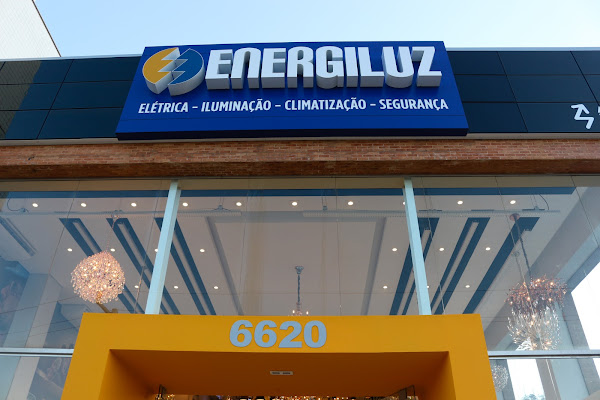 ENERGILUZ
ELÉTRICA - ILUMINAÇÃO - CLIMATIZAÇÃO - SEGURANÇA
6620